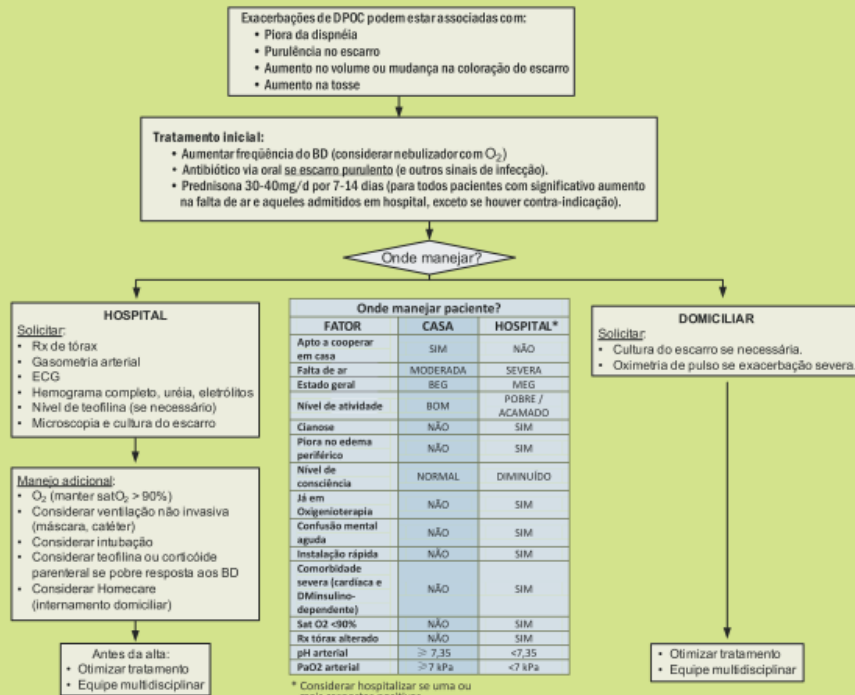 Exacerbações de DPOC podem estar associadas com:
• Piora da dispnéia
• Purulência no escarro
• Aumento no volume ou mudança na coloração do escarro
• Aumento na tosse
Tratamento inicial:
• Aumentar freqüência do BD (considerar nebulizador com O₂)
• Antibiótico via oral se escarro purulento (e outros sinais de infecção).
• Prednisona 30-40mg/d por 7-14 dias (para todos pacientes com significativo aumento
na falta de ar e aqueles admitidos em hospital, exceto se houver contra-indicação).
Onde manejar?
HOSPITAL
Solicitar:
• Rx de tórax
• Gasometria arterial
• ECG
• Hemograma completo, uréia, eletrólitos
• Nível de teofilina (se necessário)
• Microscopia e cultura do escarro
Manejo adicional:
• O₂ (manter satO₂ > 90%)
• Considerar ventilação não invasiva
(máscara, catéter)
• Considerar intubação
• Considerar teofilina ou corticóide
parenteral se pobre resposta aos BD
• Considerar Homecare
(internamento domiciliar)
Antes da alta:
• Otimizar tratamento
• Equipe multidisciplinar
Onde manejar paciente?
FATOR CASA HOSPITAL*
Apto a cooperar
em casa SIM NÃO
Falta de ar MODERADA SEVERA
Estado geral BEG MEG
Nível de atividade BOM POBRE /
ACAMADO
Cianose NÃO SIM
Piora no edema
periférico NÃO SIM
Nível de
consciência NORMAL DIMINUÍDO
Já em
Oxigenioterapia NÃO SIM
Confusão mental
aguda NÃO SIM
Instalação rápida NÃO SIM
Comorbidade
severa (cardíaca e
DMinsulino-
dependente) NÃO SIM
Sat O2 <90% NÃO SIM
Rx tórax alterado NÃO SIM
pH arterial ⩾ 7,35 <7,35
PaO2 arterial ⩾7 kPa <7 kPa
* Considerar hospitalizar se uma ou
DOMICILIAR
Solicitar:
• Cultura do escarro se necessária.
• Oximetria de pulso se exacerbação severa.
• Otimizar tratamento
• Equipe multidisciplinar